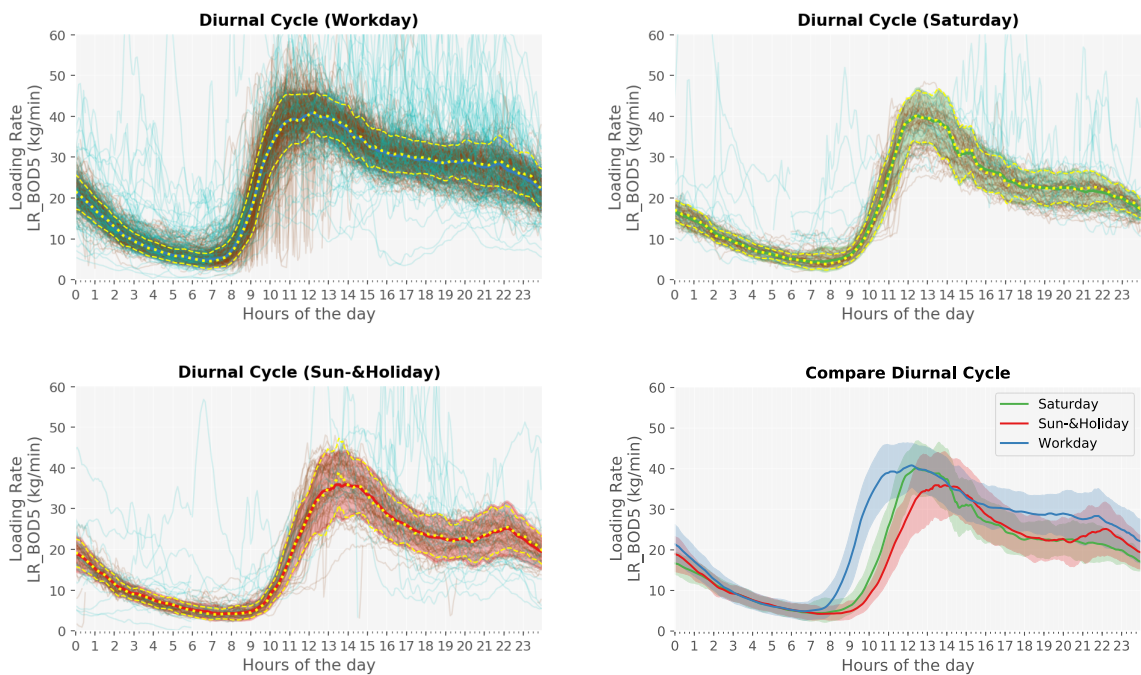 Diurnal Cycle (Workday)
60
50
40
30
20
10
0
Loading Rate
LR_BOD5 (kg/min)
0 1 2 3 4 5 6 7 8 9 10 11 12 13 14 15 16 17 18 19 20 21 22 23
Hours of the day
Diurnal Cycle (Saturday)
60
50
40
30
20
10
0
Loading Rate
LR_BOD5 (kg/min)
0 1 2 3 4 5 6 7 8 9 10 11 12 13 14 15 16 17 18 19 20 21 22 23
Hours of the day
Diurnal Cycle (Sun-&Holiday)
60
50
40
30
20
10
0
Loading Rate
LR_BOD5 (kg/min)
0 1 2 3 4 5 6 7 8 9 10 11 12 13 14 15 16 17 18 19 20 21 22 23
Hours of the day
Compare Diurnal Cycle
60
50
40
30
20
10
0
Loading Rate
LR_BOD5 (kg/min)
Saturday
Sun-&Holiday
Workday
0 1 2 3 4 5 6 7 8 9 10 11 12 13 14 15 16 17 18 19 20 21 22 23
Hours of the day